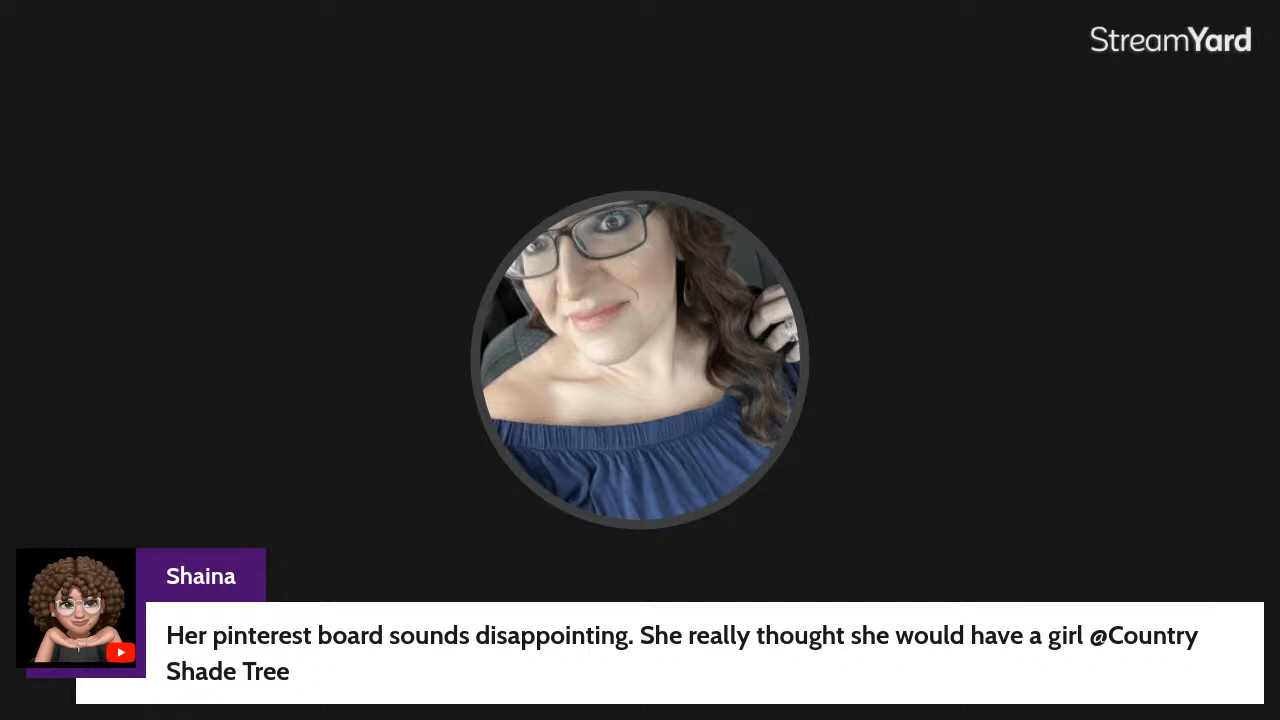 StreamYard
Shaina
Her pinterest board sounds disappointing. She really thought she would have a girl @Country
Shade Tree